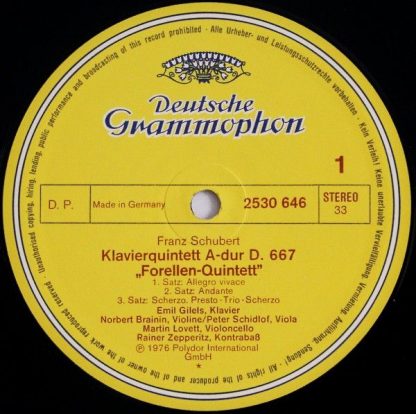 Deutsche
Grammophon
1
D. P.
Made in Germany
2530 646
STEREO
33
Franz Schubert
Klavierquintett A-dur D. 667
„Forellen-Quintett"
1. Satz: Allegro vivace
2. Satz: Andante
3. Satz: Scherzo. Presto - Trio - Scherzo
Emil Gilels, Klavier
Norbert Brainin, Violine/Peter Schidlof, Viola
Martin Lovett, Violoncello
Rainer Zepperitz, Kontrabaß
℗ 1976 Polydor International
GmbH
*
Alle Urheber- und Leistungsschutzrechte vorbehalten · Kein Verleih! Keine unerlaubte Vervielfältigung, Vermietung, Aufführung, Sendung! · All rights of the producer and of the owner of the work reproduced reserved · Unauthorised copying, hiring, lending, public performance and broadcasting of this record prohibited ·